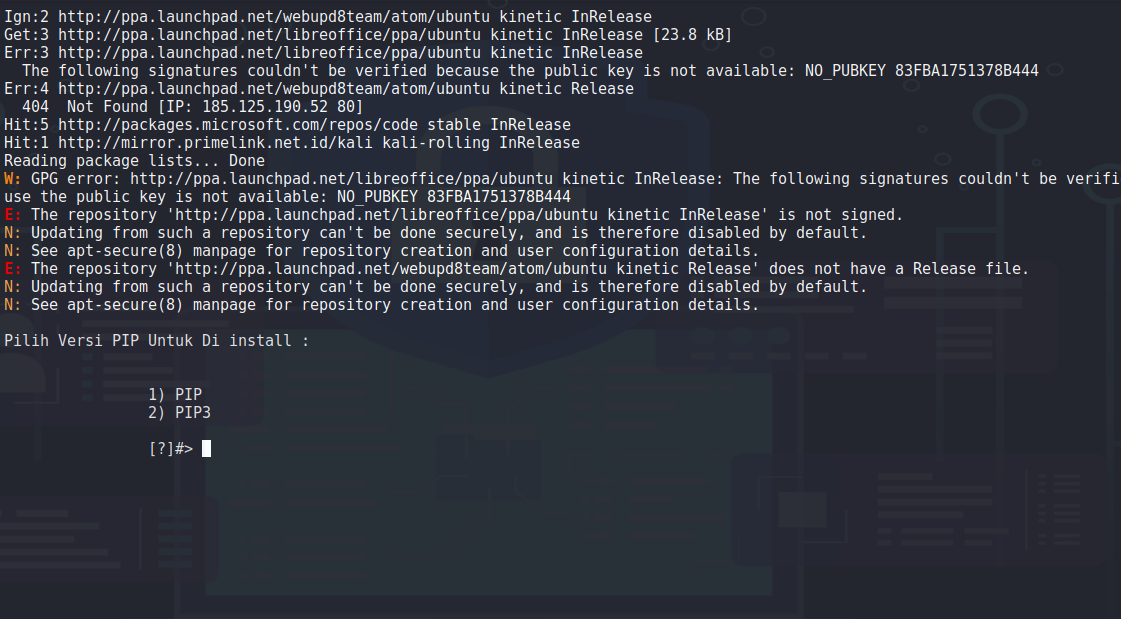 Ign:2 http://ppa.launchpad.net/webupd8team/atom/ubuntu kinetic InRelease
Get:3 http://ppa.launchpad.net/libreoffice/ppa/ubuntu kinetic InRelease [23.8 kB]
Err:3 http://ppa.launchpad.net/libreoffice/ppa/ubuntu kinetic InRelease
  The following signatures couldn't be verified because the public key is not available: NO_PUBKEY 83FBA1751378B444
Err:4 http://ppa.launchpad.net/webupd8team/atom/ubuntu kinetic Release
  404  Not Found [IP: 185.125.190.52 80]
Hit:5 http://packages.microsoft.com/repos/code stable InRelease
Hit:1 http://mirror.primelink.net.id/kali kali-rolling InRelease
Reading package lists... Done
W: GPG error: http://ppa.launchpad.net/libreoffice/ppa/ubuntu kinetic InRelease: The following signatures couldn't be verifi
use the public key is not available: NO_PUBKEY 83FBA1751378B444
E: The repository 'http://ppa.launchpad.net/libreoffice/ppa/ubuntu kinetic InRelease' is not signed.
N: Updating from such a repository can't be done securely, and is therefore disabled by default.
N: See apt-secure(8) manpage for repository creation and user configuration details.
E: The repository 'http://ppa.launchpad.net/webupd8team/atom/ubuntu kinetic Release' does not have a Release file.
N: Updating from such a repository can't be done securely, and is therefore disabled by default.
N: See apt-secure(8) manpage for repository creation and user configuration details.
Pilih Versi PIP Untuk Di install :
1) PIP
2) PIP3
[?]#>